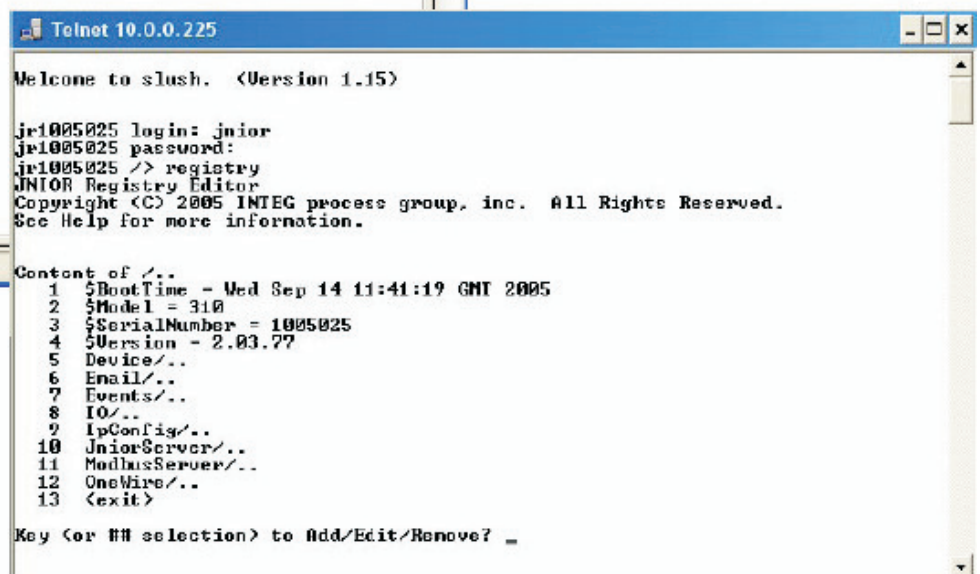 Telnet 10.0.0.225
Welcome to slush.  (Version 1.15)
jr1005025 login: jnior
jr1005025 password:
jr1005025 /> registry
JNIOR Registry Editor
Copyright (C) 2005 INTEG process group, inc.  All Rights Reserved.
See Help for more information.
Content of /..
1  $BootTime = Wed Sep 14 11:41:19 GMT 2005
2  $Model = 310
3  $SerialNumber = 1005025
4  $Version = 2.03.77
5  Device/..
6  Email/..
7  Events/..
8  IO/..
9  IpConfig/..
10  JniorServer/..
11  ModbusServer/..
12  OneWire/..
13  <exit>
Key (or ## selection) to Add/Edit/Remove? _